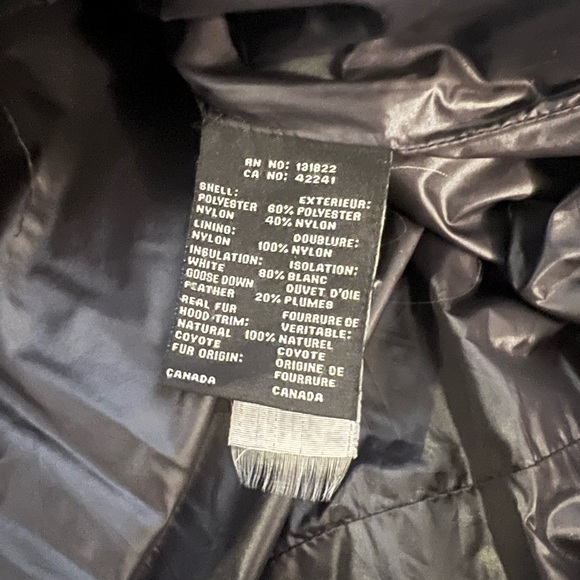 RN NO: 131822
CA NO: 42241
SHELL: EXTERIEUR:
POLYESTER 60% POLYESTER
NYLON 40% NYLON
LINING: DOUBLURE:
NYLON 100% NYLON
INSULATION: ISOLATION:
WHITE 80% BLANC
GOOSE DOWN DUVET D'OIE
FEATHER 20% PLUMES
REAL FUR FOURRURE DE
HOOD/TRIM: VERITABLE:
NATURAL 100% NATUREL
COYOTE COYOTE
FUR ORIGIN: ORIGINE DE
FOURRURE
CANADA CANADA